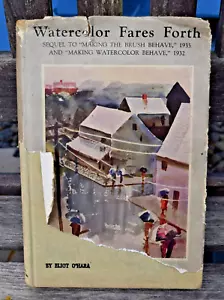 Watercolor Fares Forth
SEQUEL TO "MAKING THE BRUSH BEHAVE," 1935
AND "MAKING WATERCOLOR BEHAVE," 1932
BY ELIOT O'HARA